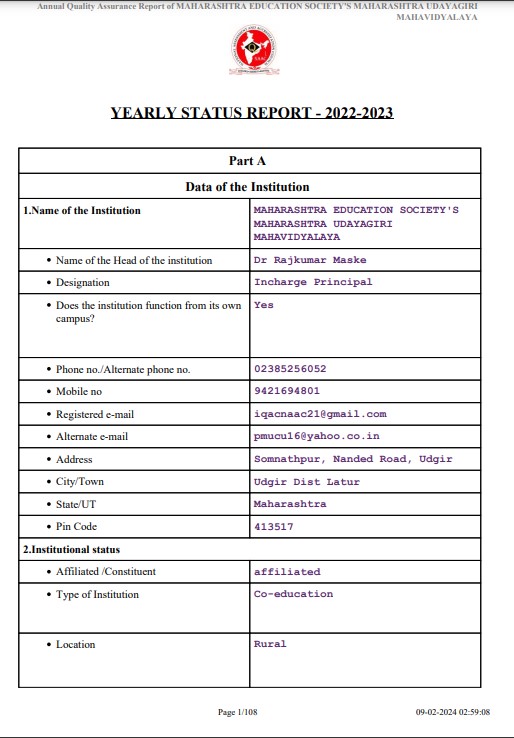 Annual Quality Assurance Report of MAHARASHTRA EDUCATION SOCIETY'S MAHARASHTRA UDAYAGIRI
MAHAVIDYALAYA
NAAC
YEARLY STATUS REPORT - 2022-2023
Part A
Data of the Institution
1.Name of the Institution
MAHARASHTRA EDUCATION SOCIETY'S
MAHARASHTRA UDAYAGIRI
MAHAVIDYALAYA
• Name of the Head of the institution Dr Rajkumar Maske
• Designation Incharge Principal
• Does the institution function from its own Yes
campus?
• Phone no./Alternate phone no. 02385256052
• Mobile no 9421694801
• Registered e-mail iqacnaac21@gmail.com
• Alternate e-mail pmucu16@yahoo.co.in
• Address Somnathpur, Nanded Road, Udgir
• City/Town Udgir Dist Latur
• State/UT Maharashtra
• Pin Code 413517
2.Institutional status
• Affiliated /Constituent affiliated
• Type of Institution Co-education
• Location Rural
Page 1/108 09-02-2024 02:59:08